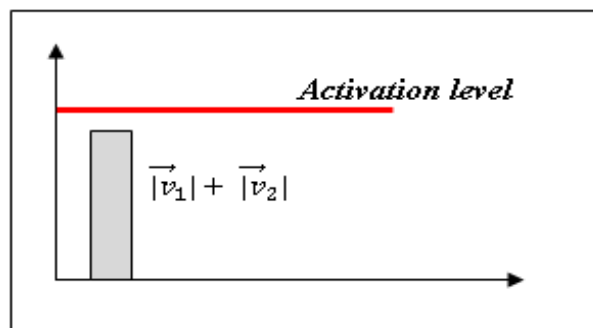 Activation level
|v⃗₁| + |v⃗₂|